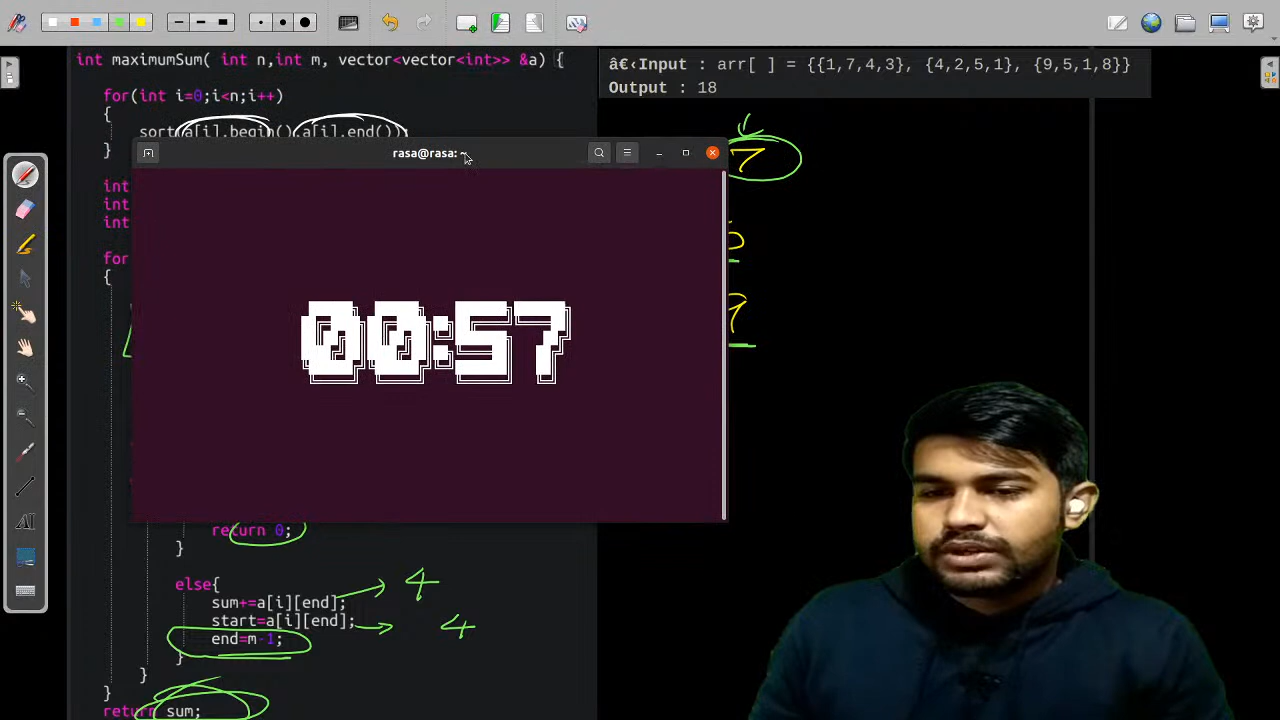 int maximumSum( int n,int m, vector<vector<int>> &a) {
for(int i=0;i<n;i++)
{
sort(a[i].begin(),a[i].end());
}
int
int
int
for
{
return 0;
}
else{
sum+=a[i][end];
start=a[i][end];
end=m-1;
}
}
}
return sum;
4
4
â€‹Input : arr[ ] = {{1,7,4,3}, {4,2,5,1}, {9,5,1,8}}
Output : 18
7
9
rasa@rasa: ~
00:57